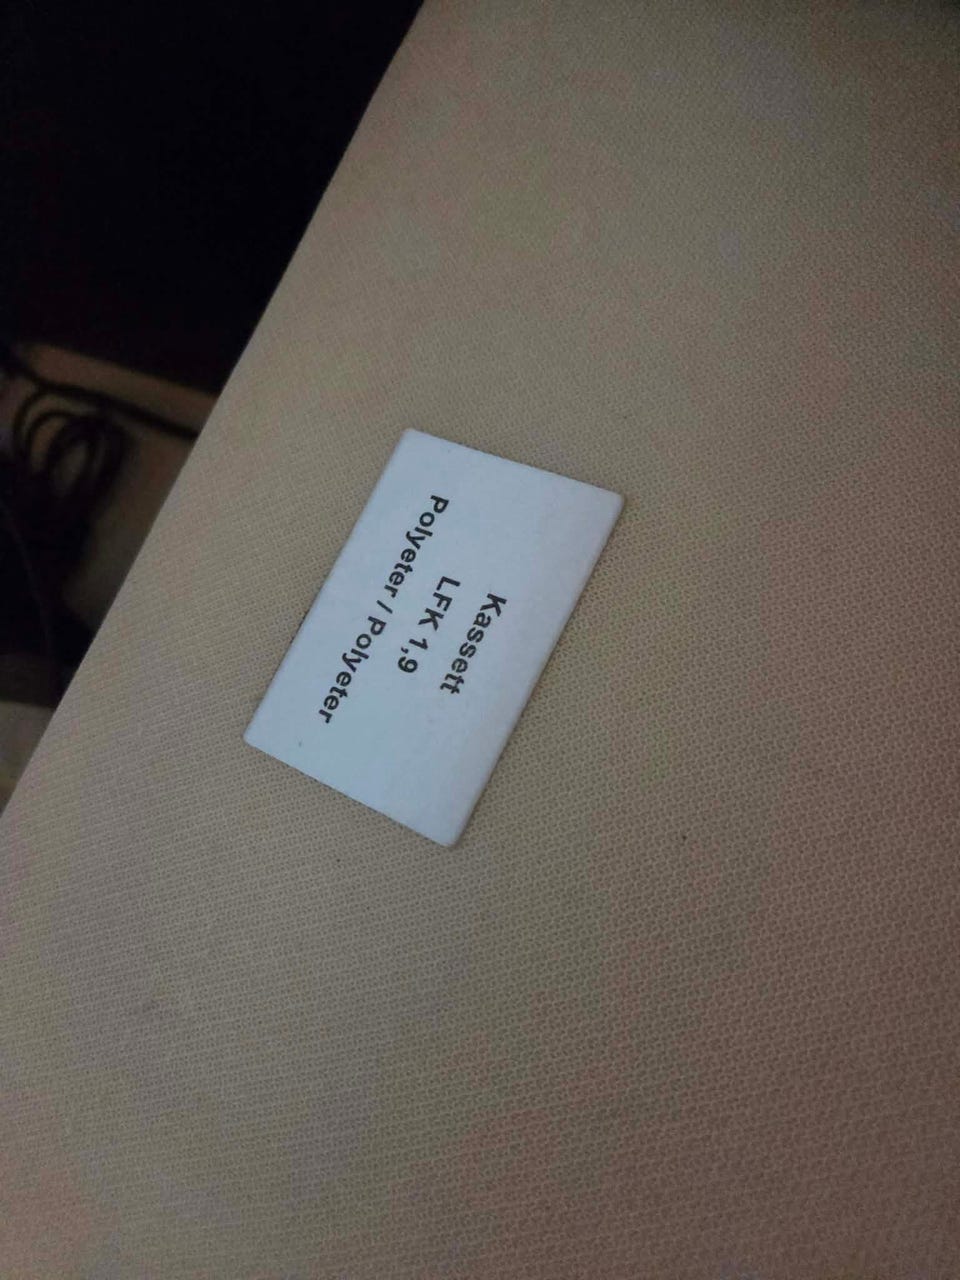 Kassett
LFK 1,9
Polyeter / Polyeter